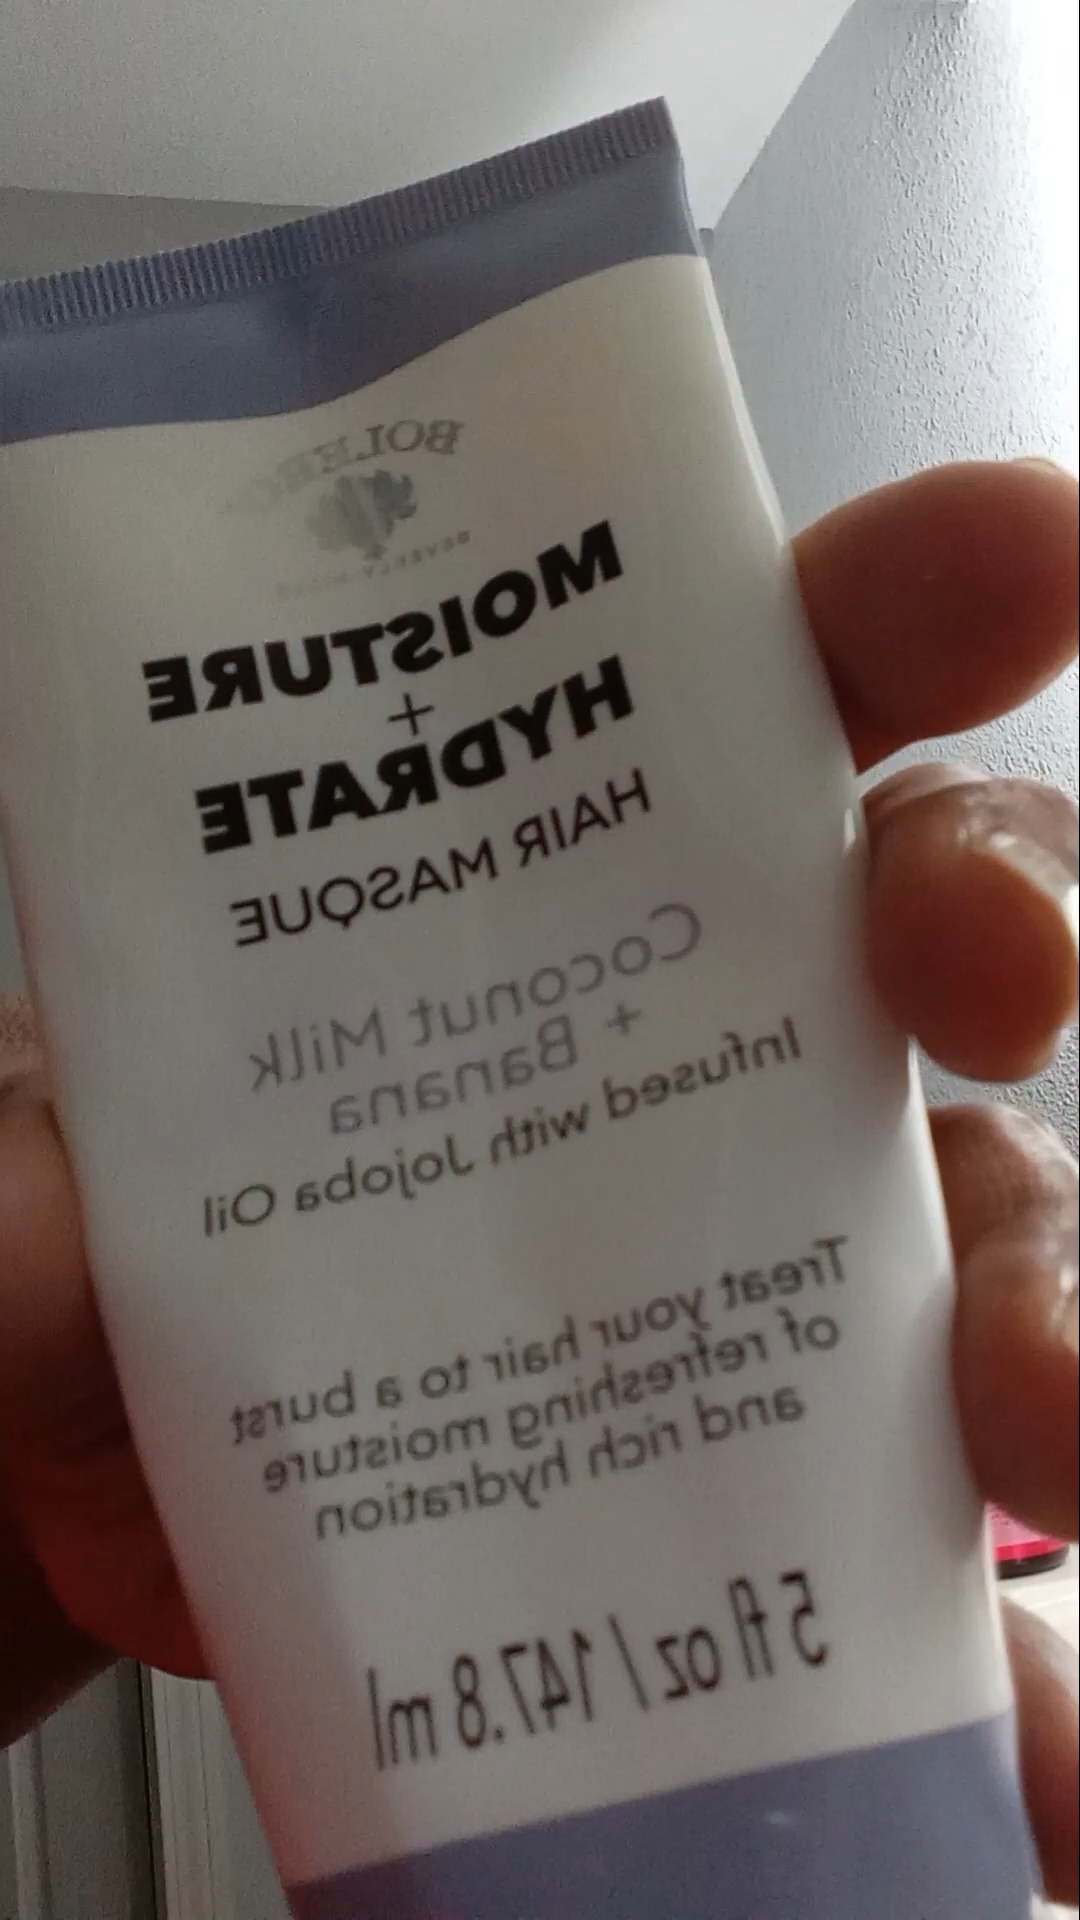 MOISTURE
+
HYDRATE
HAIR MASQUE
Coconut Milk
+ Banana
Infused with Jojoba Oil
Treat your hair to a burst
of refreshing moisture
and rich hydration
5 fl oz / 147.8 ml